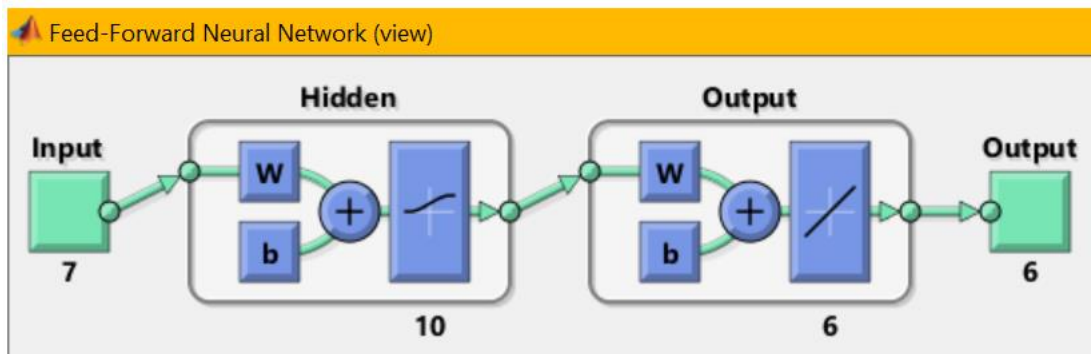 Feed-Forward Neural Network (view)
Hidden
Output
Input
Output
W
W
+
+
b
b
7
6
10
6